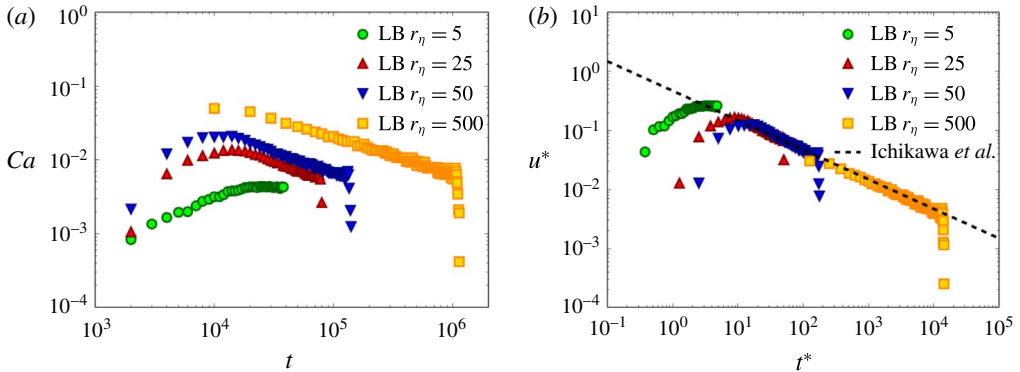 (a)
10^0
10^-1
10^-2
10^-3
10^-4
Ca
LB r_η = 5
LB r_η = 25
LB r_η = 50
LB r_η = 500
10^3
10^4
10^5
10^6
t
(b)
10^1
10^0
10^-1
10^-2
10^-3
10^-4
u*
LB r_η = 5
LB r_η = 25
LB r_η = 50
LB r_η = 500
Ichikawa et al.
10^-1
10^0
10^1
10^2
10^3
10^4
10^5
t*